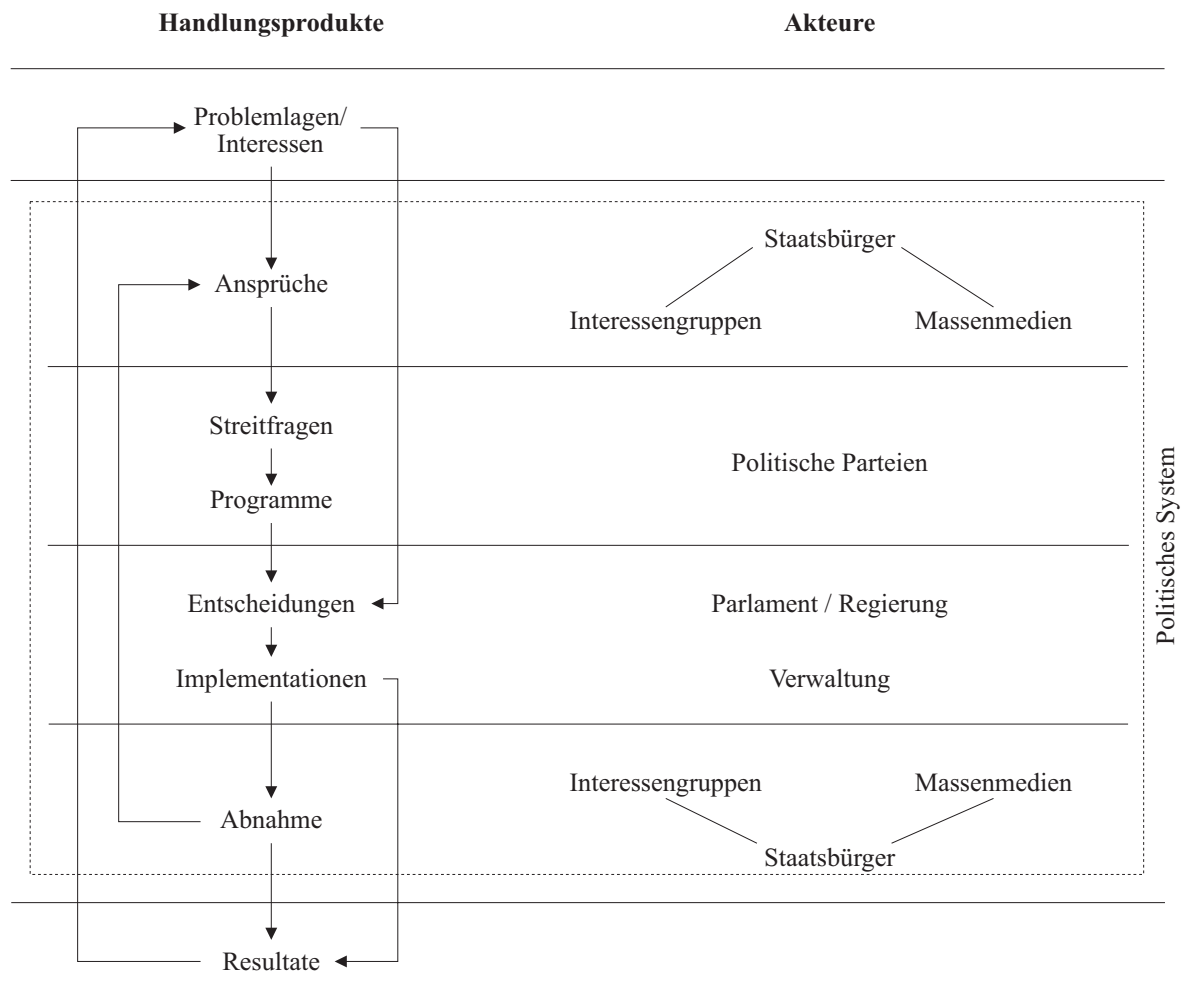 Handlungsprodukte
Akteure
Problemlagen/
Interessen
Ansprüche
Staatsbürger
Interessengruppen
Massenmedien
Streitfragen
Programme
Politische Parteien
Entscheidungen
Parlament / Regierung
Implementationen
Verwaltung
Abnahme
Interessengruppen
Massenmedien
Staatsbürger
Resultate
Politisches System